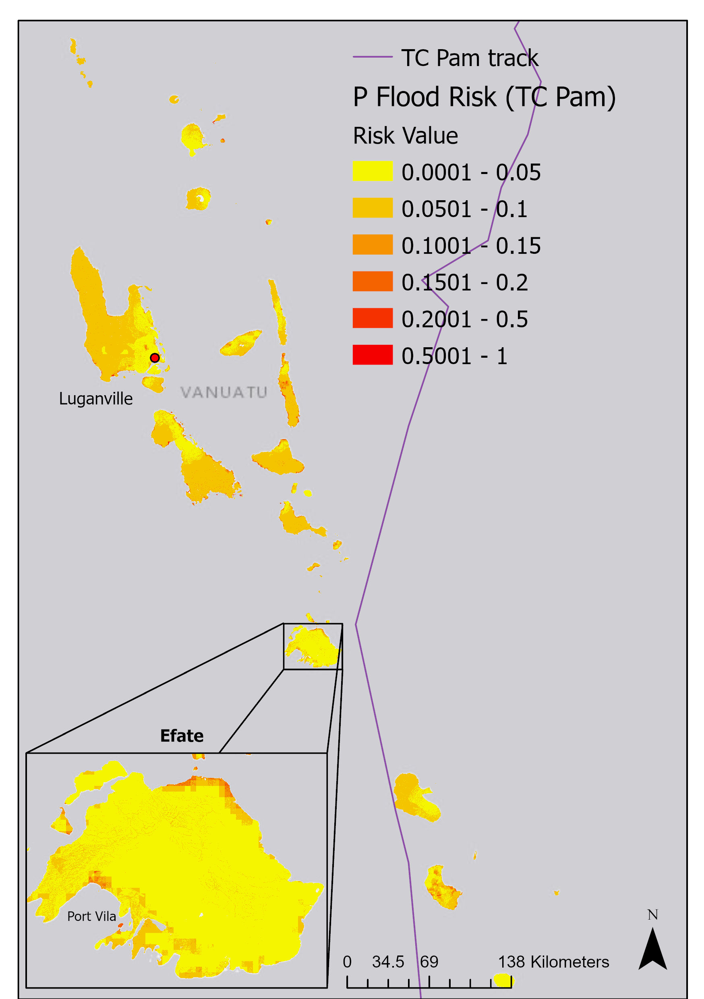 TC Pam track
P Flood Risk (TC Pam)
Risk Value
0.0001 - 0.05
0.0501 - 0.1
0.1001 - 0.15
0.1501 - 0.2
0.2001 - 0.5
0.5001 - 1
VANUATU
Luganville
Efate
Port Vila
N
0 34.5 69 138 Kilometers